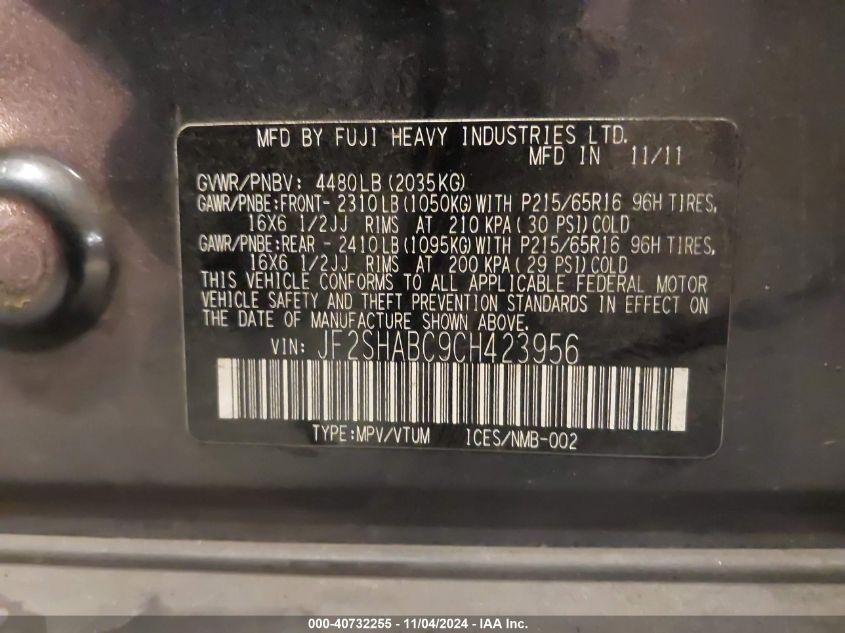 MFD BY FUJI HEAVY INDUSTRIES LTD.
MFD IN 11/11
GVWR/PNBV: 4480LB(2035KG)
GAWR/PNBE:FRONT- 2310LB(1050KG)WITH P215/65R16 96H TIRES,
16X6 1/2JJ RIMS AT 210 KPA(30 PSI)COLD
GAWR/PNBE:REAR - 2410LB(1095KG)WITH P215/65R16 96H TIRES,
16X6 1/2JJ RIMS AT 200 KPA(29 PSI)COLD
THIS VEHICLE CONFORMS TO ALL APPLICABLE FEDERAL MOTOR
VEHICLE SAFETY AND THEFT PREVENTION STANDARDS IN EFFECT ON
THE DATE OF MANUFACTURE SHOWN ABOVE.
VIN: JF2SHABC9CH423956
TYPE:MPV/VTUM ICES/NMB-002
000-40732255 - 11/04/2024 - IAA Inc.